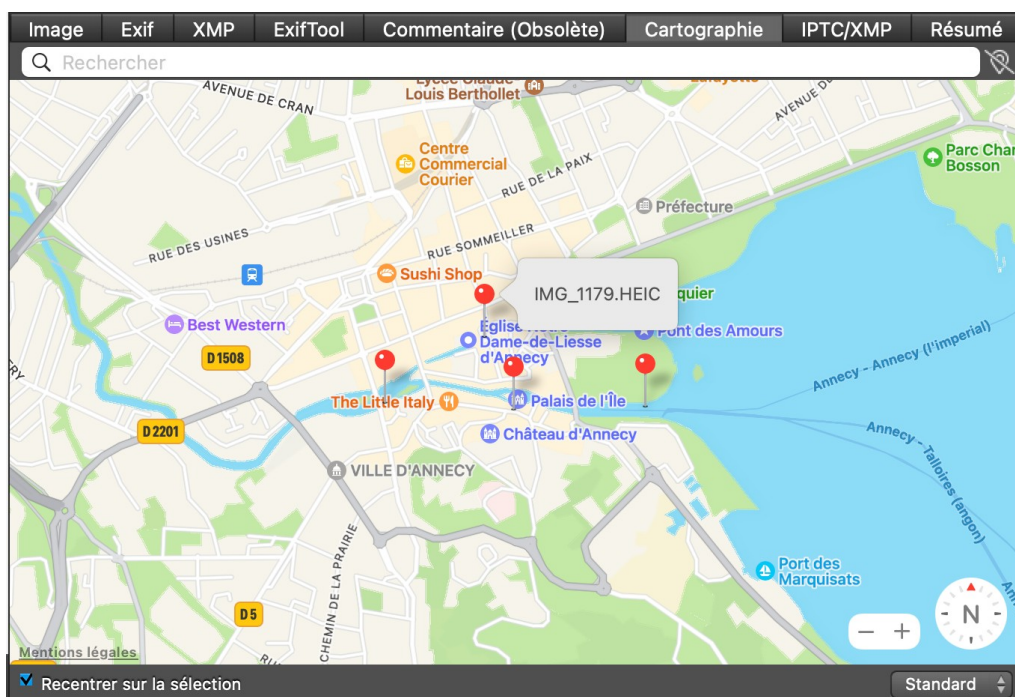 Image Exif XMP ExifTool Commentaire (Obsolète) Cartographie IPTC/XMP Résumé
Rechercher
AVENUE DE CRAN
Louis Berthollet
AVENUE
Centre
Commercial
Courier
Parc Char
Bosson
RUE DE LA PAIX
Préfecture
RUE DES USINES
RUE SOMMEILLER
Sushi Shop
IMG_1179.HEIC
quier
Best Western
Dame-de-Liesse
d'Annecy
Pont des Amours
D 1508
Annecy - Annecy (l'imperial)
The Little Italy
Palais de l'Île
D 2201
Château d'Annecy
Annecy - Talloires (angon)
VILLE D'ANNECY
CHEMIN DE LA PRAIRIE
Port des
Marquisats
D 5
N
− +
Mentions légales
Recentrer sur la sélection
Standard